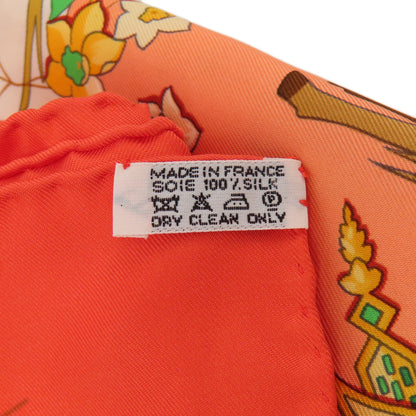 MADE IN FRANCE
SOIE 100% SILK
P
DRY CLEAN ONLY